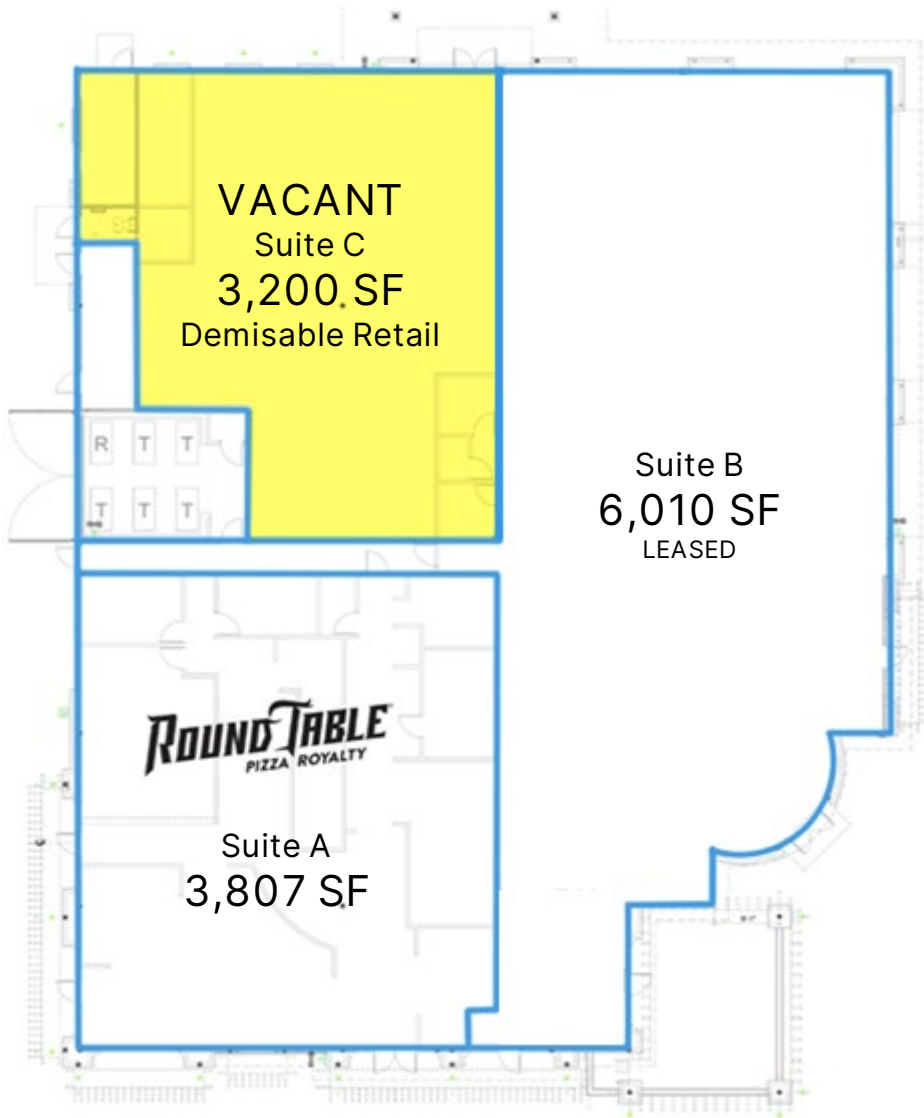 VACANT
Suite C
3,200 SF
Demisable Retail
R T T
T T T
Suite B
6,010 SF
LEASED
ROUND TABLE
PIZZA ROYALTY
Suite A
3,807 SF